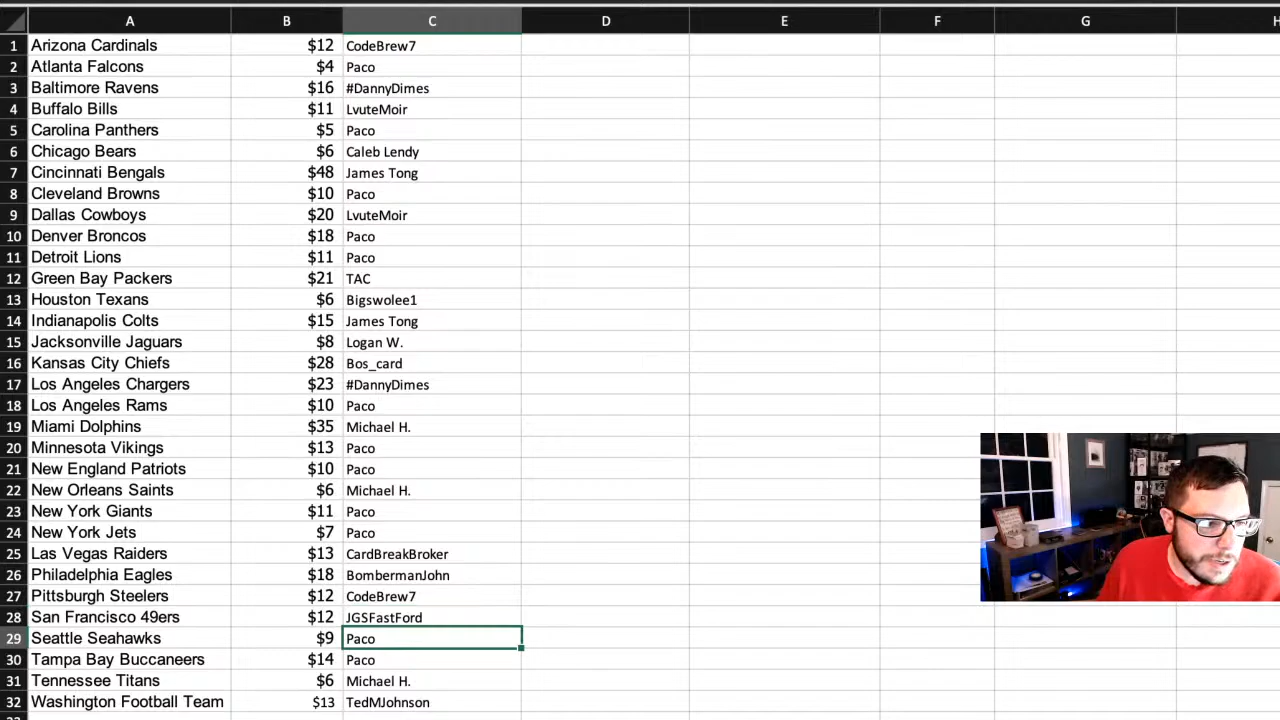 A B C D E F G H
1 Arizona Cardinals $12 CodeBrew7
2 Atlanta Falcons $4 Paco
3 Baltimore Ravens $16 #DannyDimes
4 Buffalo Bills $11 LvuteMoir
5 Carolina Panthers $5 Paco
6 Chicago Bears $6 Caleb Lendy
7 Cincinnati Bengals $48 James Tong
8 Cleveland Browns $10 Paco
9 Dallas Cowboys $20 LvuteMoir
10 Denver Broncos $18 Paco
11 Detroit Lions $11 Paco
12 Green Bay Packers $21 TAC
13 Houston Texans $6 Bigswolee1
14 Indianapolis Colts $15 James Tong
15 Jacksonville Jaguars $8 Logan W.
16 Kansas City Chiefs $28 Bos_card
17 Los Angeles Chargers $23 #DannyDimes
18 Los Angeles Rams $10 Paco
19 Miami Dolphins $35 Michael H.
20 Minnesota Vikings $13 Paco
21 New England Patriots $10 Paco
22 New Orleans Saints $6 Michael H.
23 New York Giants $11 Paco
24 New York Jets $7 Paco
25 Las Vegas Raiders $13 CardBreakBroker
26 Philadelphia Eagles $18 BombermanJohn
27 Pittsburgh Steelers $12 CodeBrew7
28 San Francisco 49ers $12 JGSFastFord
29 Seattle Seahawks $9 Paco
30 Tampa Bay Buccaneers $14 Paco
31 Tennessee Titans $6 Michael H.
32 Washington Football Team $13 TedMJohnson